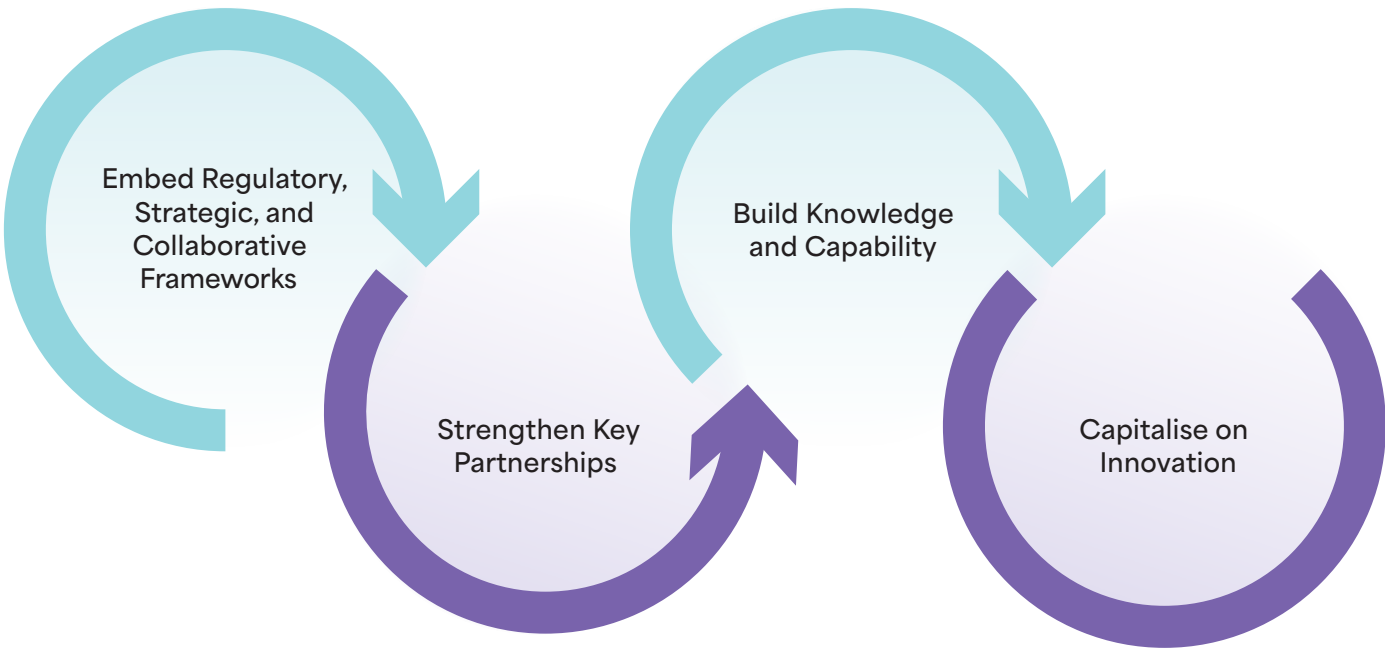 Embed Regulatory,
Strategic, and
Collaborative
Frameworks
Strengthen Key
Partnerships
Build Knowledge
and Capability
Capitalise on
Innovation